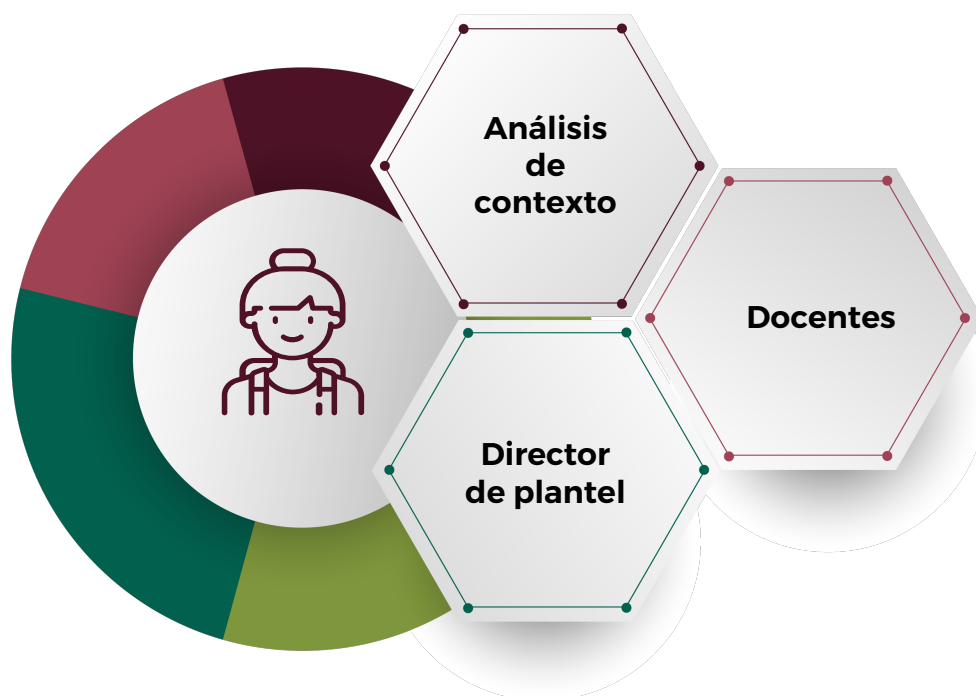 Análisis
de
contexto
Docentes
Director
de plantel